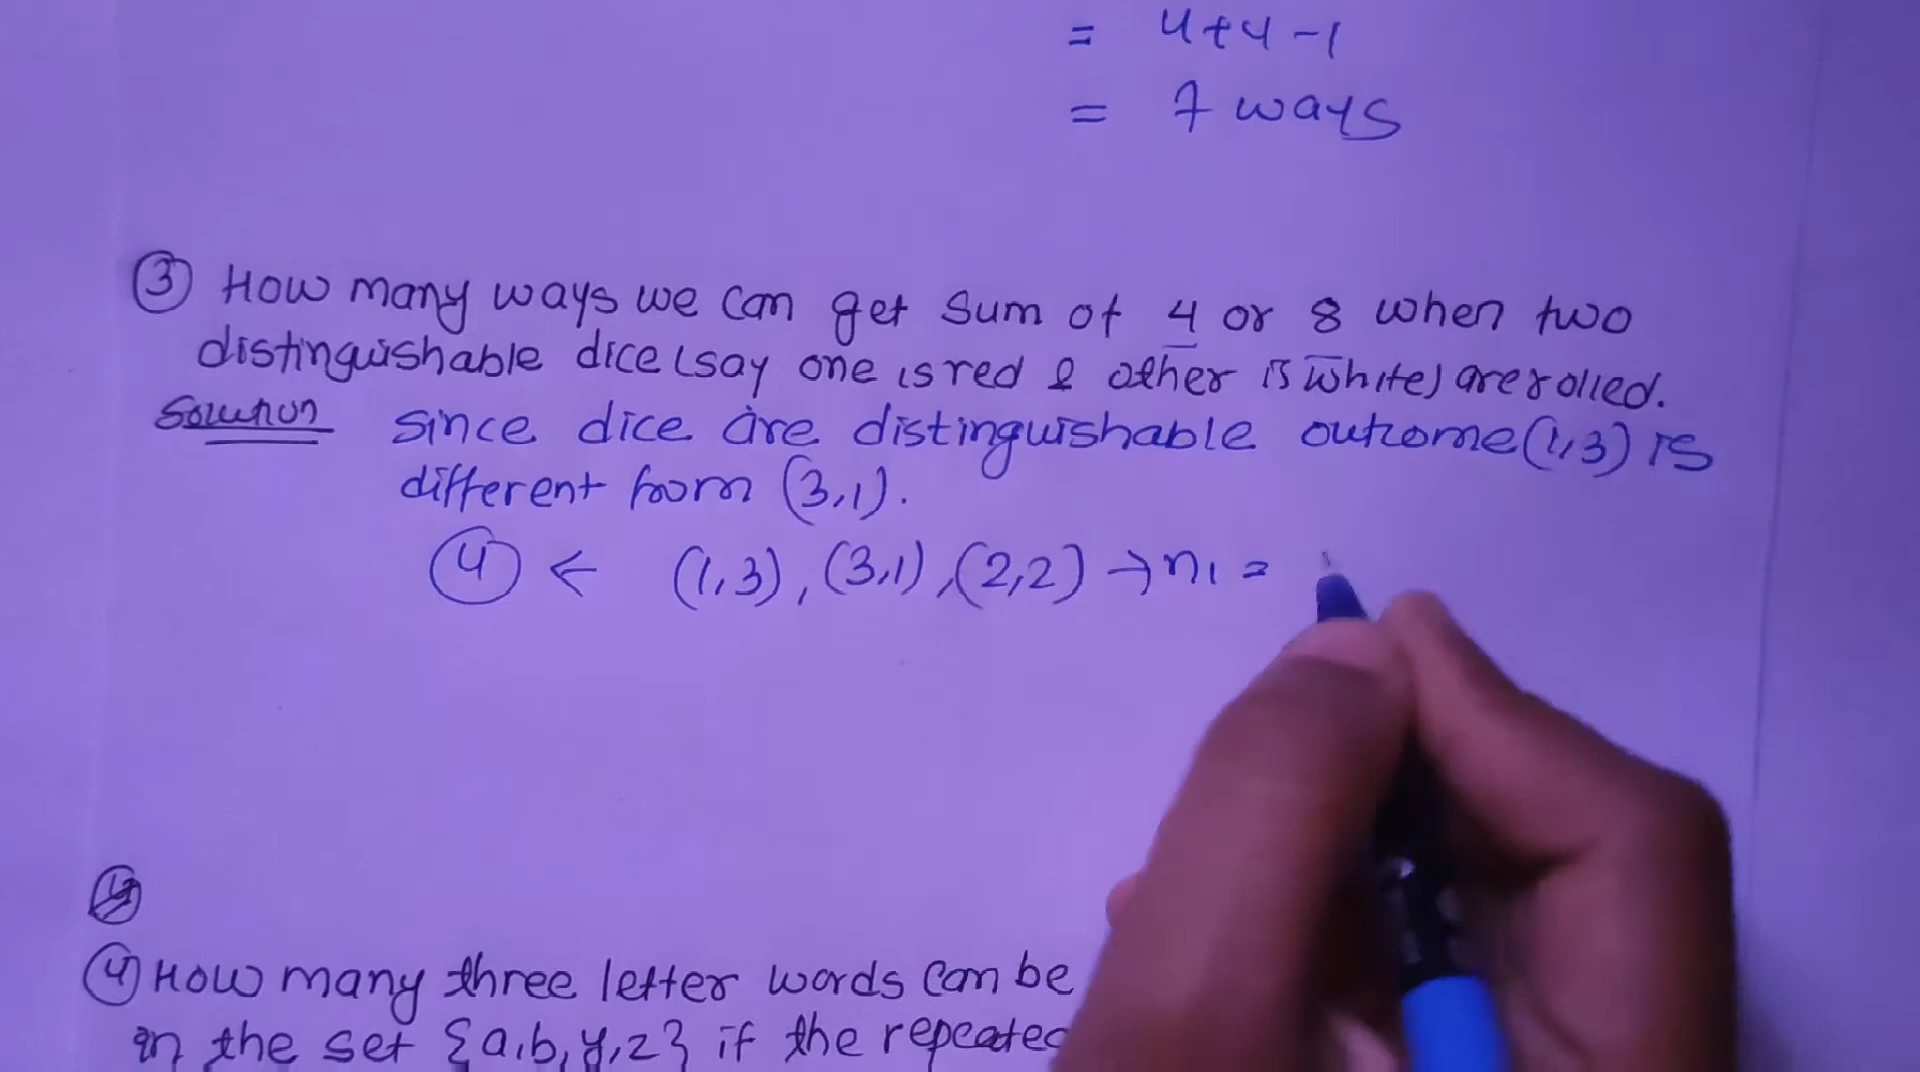 = 4+4-1
= 7 ways
③ How many ways we can get sum of 4 or 8 when two
distinguishable dice (say one is red & other is white) are rolled.
Solution Since dice are distinguishable outcome (1,3) is
different from (3,1).
④ ← (1,3), (3,1), (2,2) → n1 =
④ How many three letter words can be
in the set {a,b,y,z} if the repeated